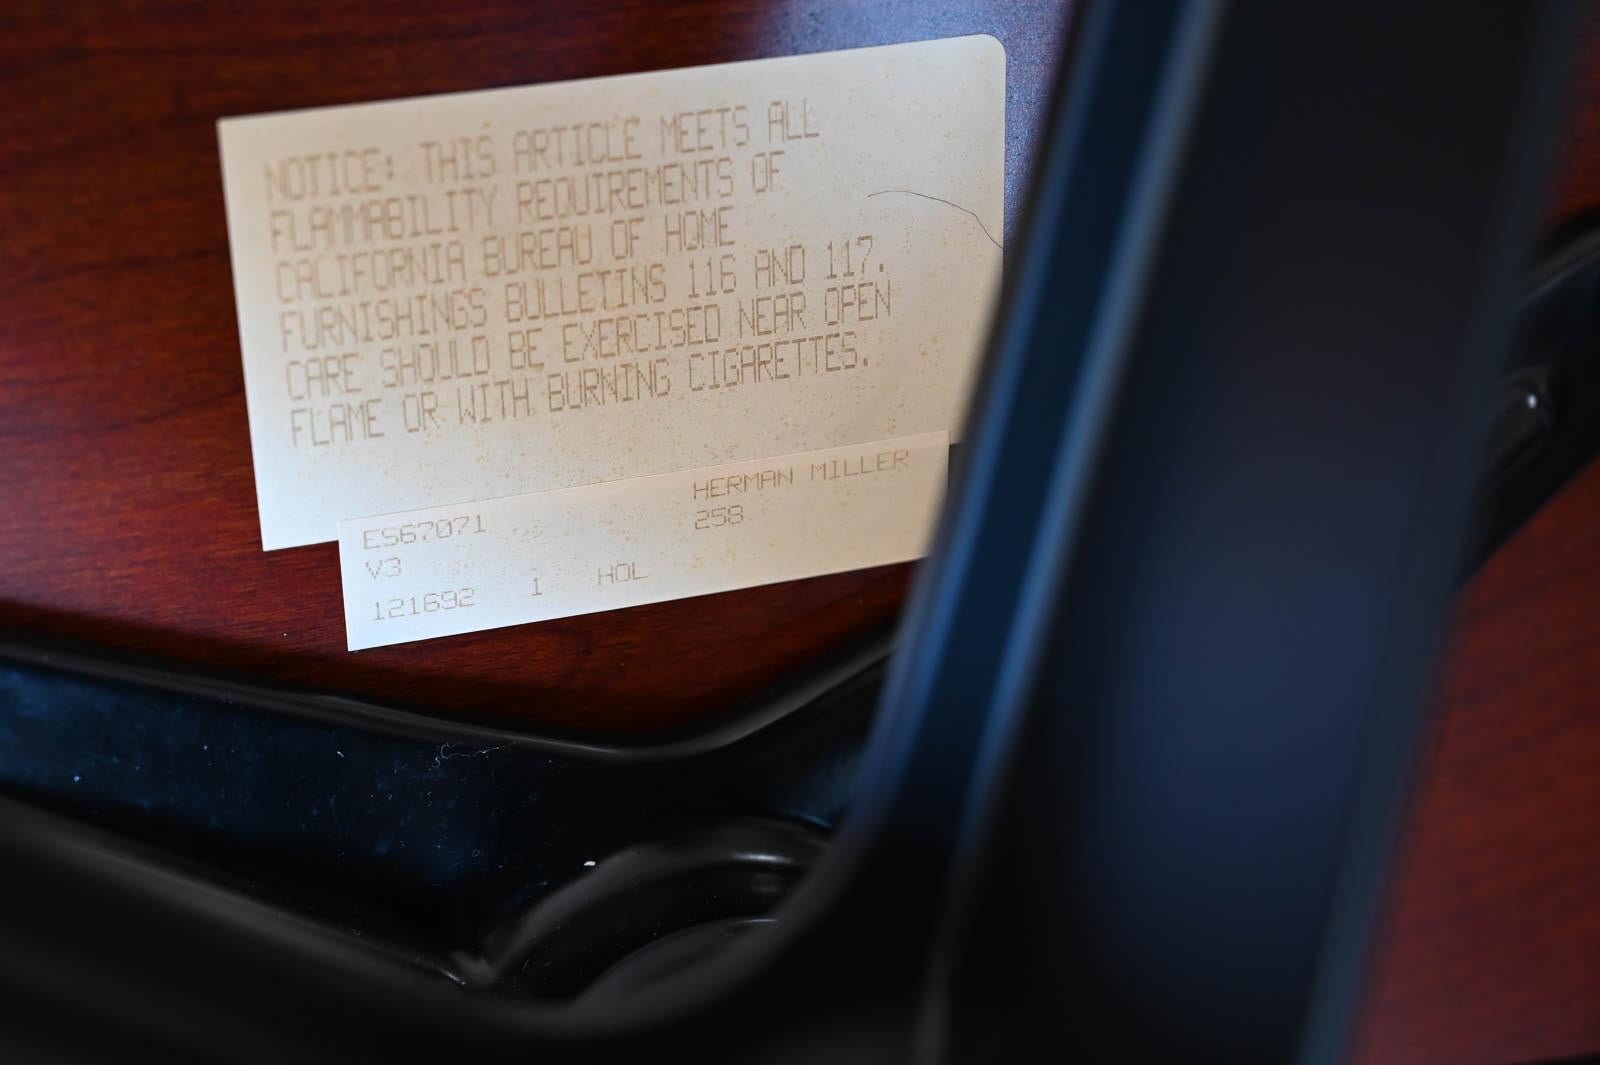 NOTICE: THIS ARTICLE MEETS ALL
FLAMMABILITY REQUIREMENTS OF
CALIFORNIA BUREAU OF HOME
FURNISHINGS BULLETINS 116 AND 117.
CARE SHOULD BE EXERCISED NEAR OPEN
FLAME OR WITH BURNING CIGARETTES.
ES67071 HERMAN MILLER
V3 258
121692 1 HOL